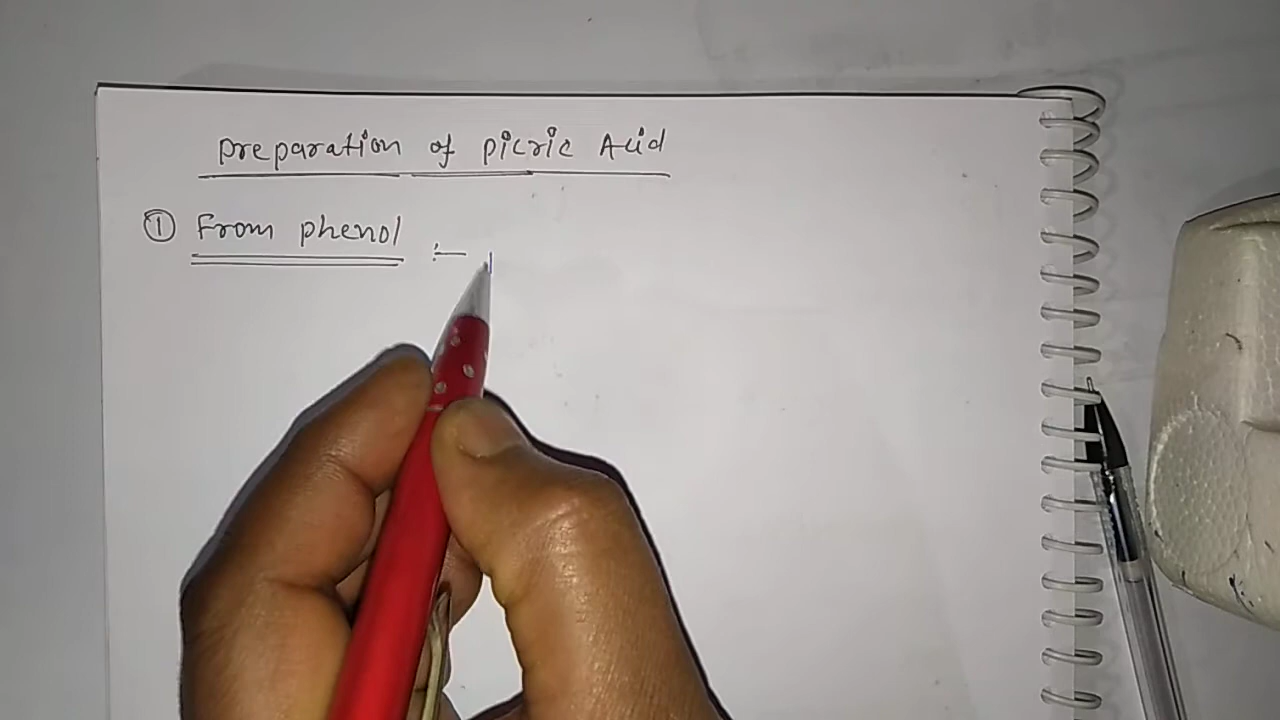 Preparation of picric Acid
① From phenol :-